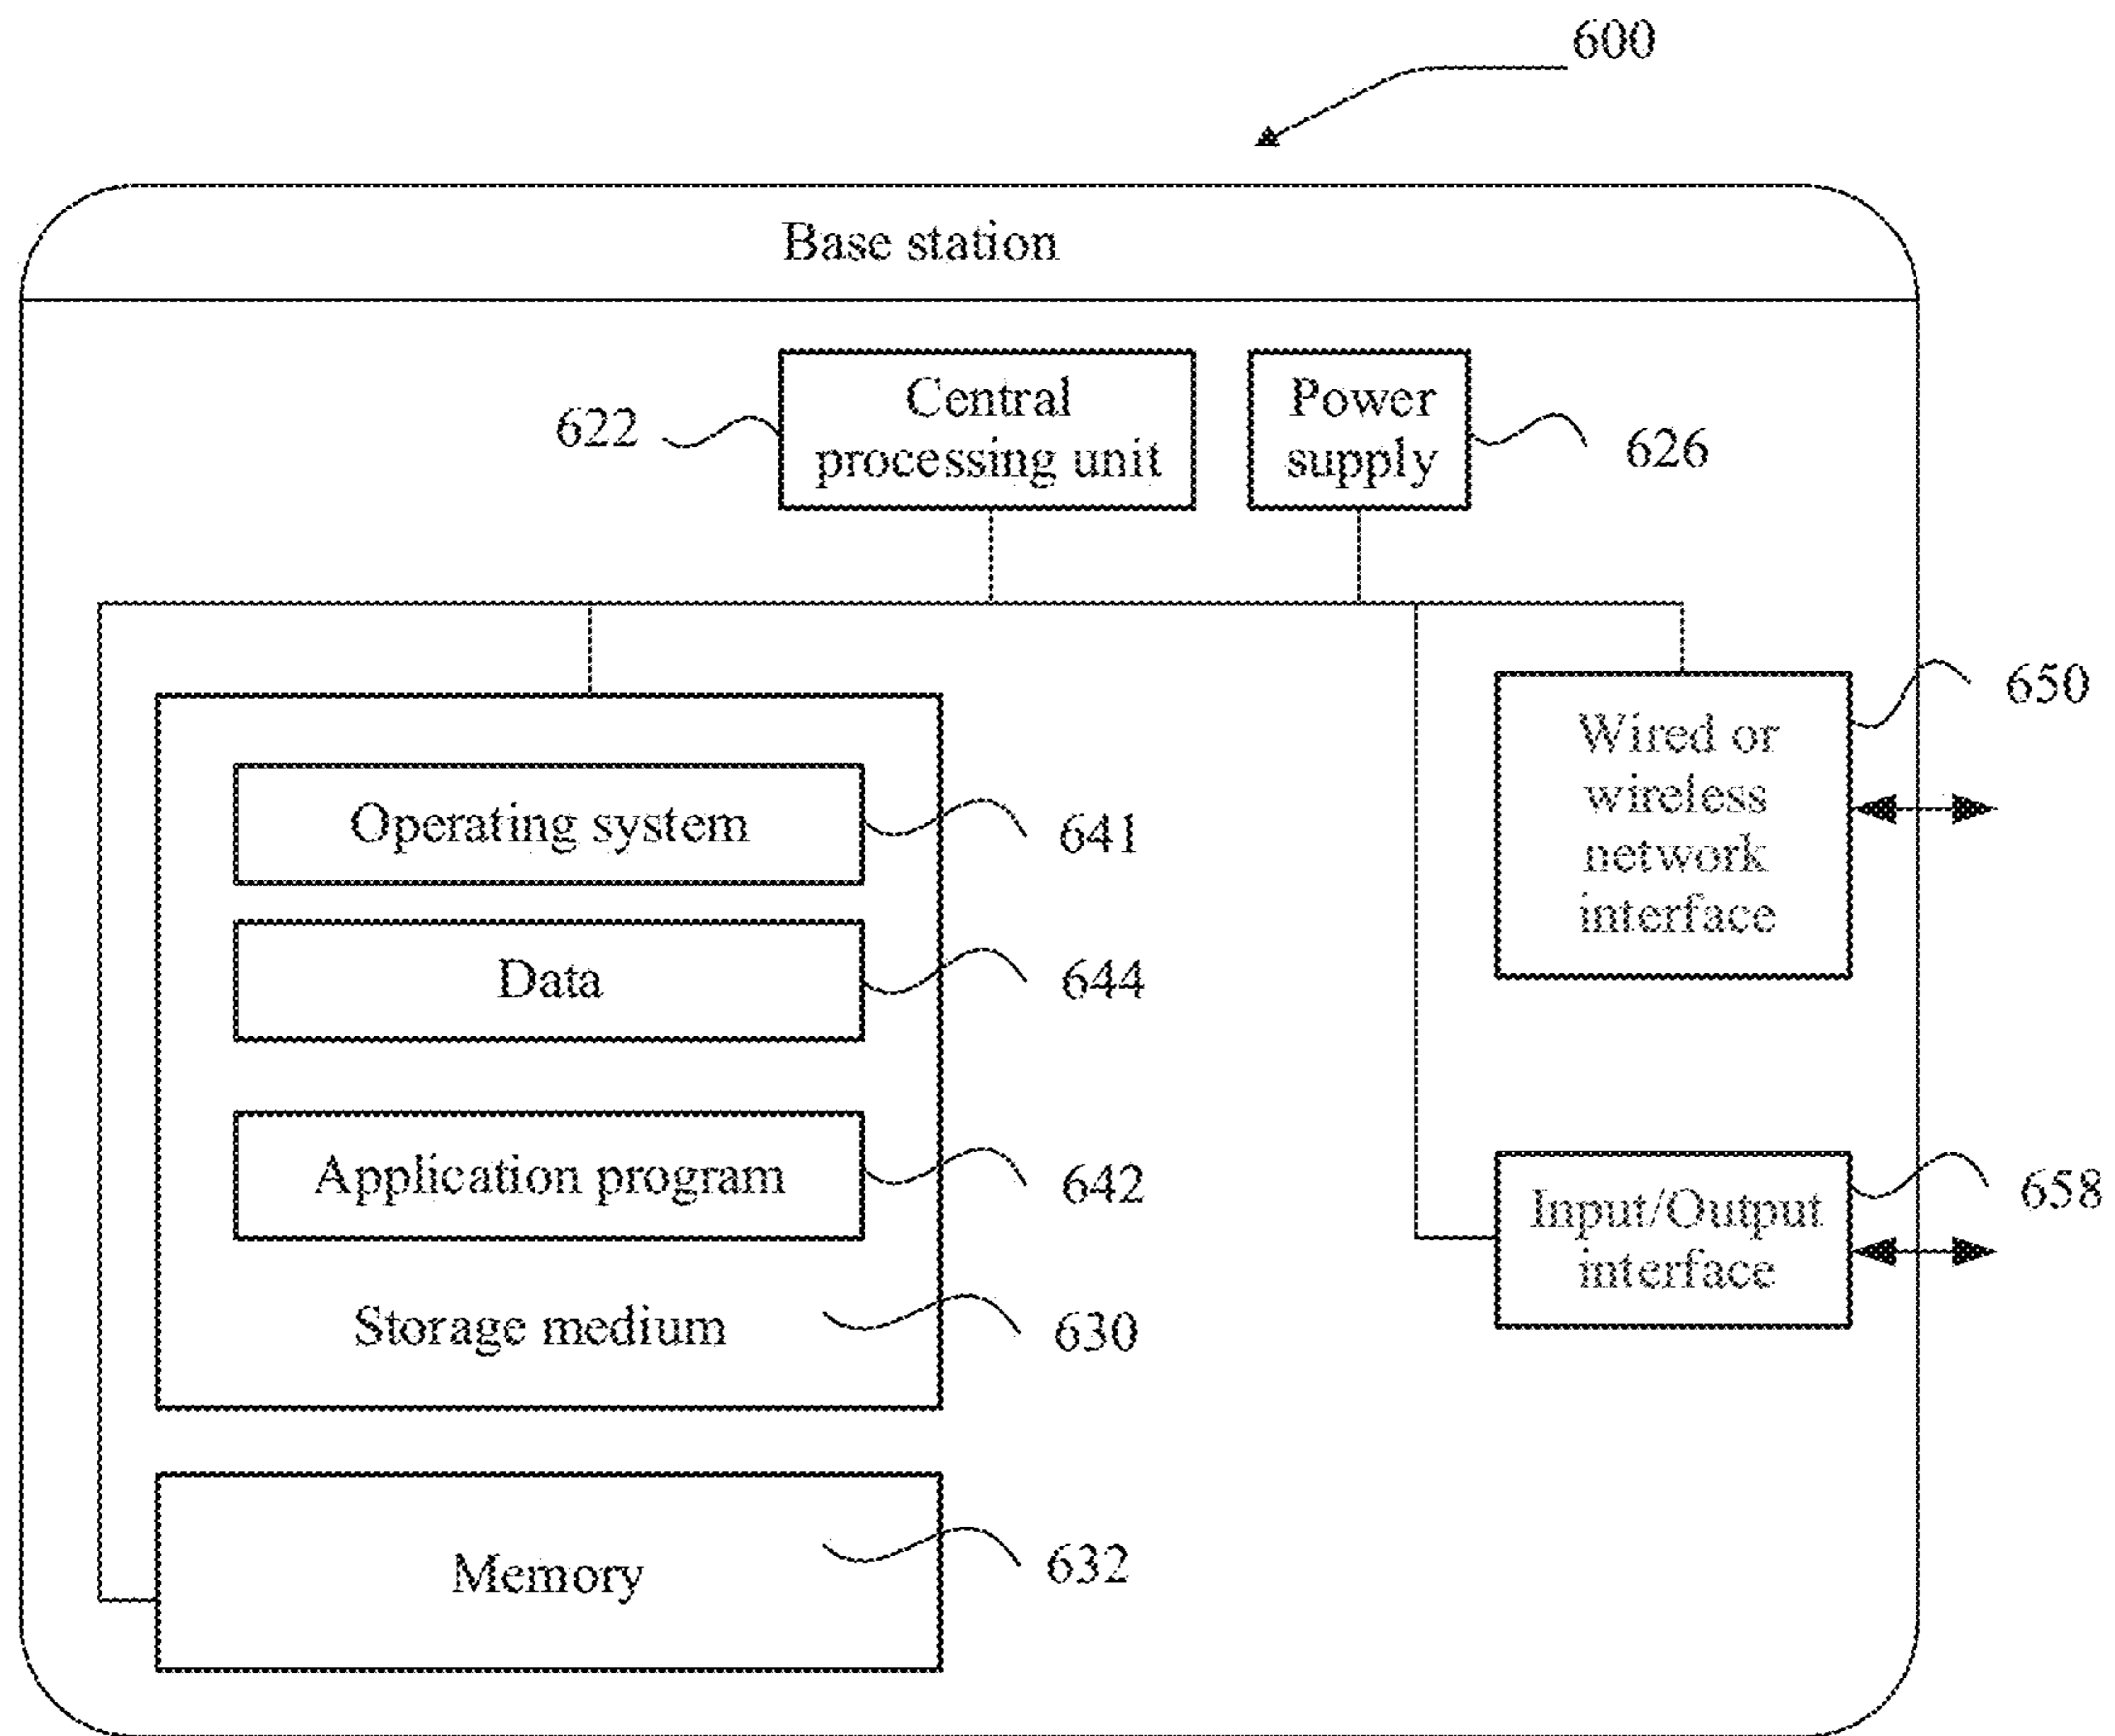 600
Base station
622
Central
processing unit
Power
supply
626
650
Wired or
wireless
network
interface
Operating system
641
Data
644
Application program
642
658
Input/Output
interface
Storage medium
630
Memory
632